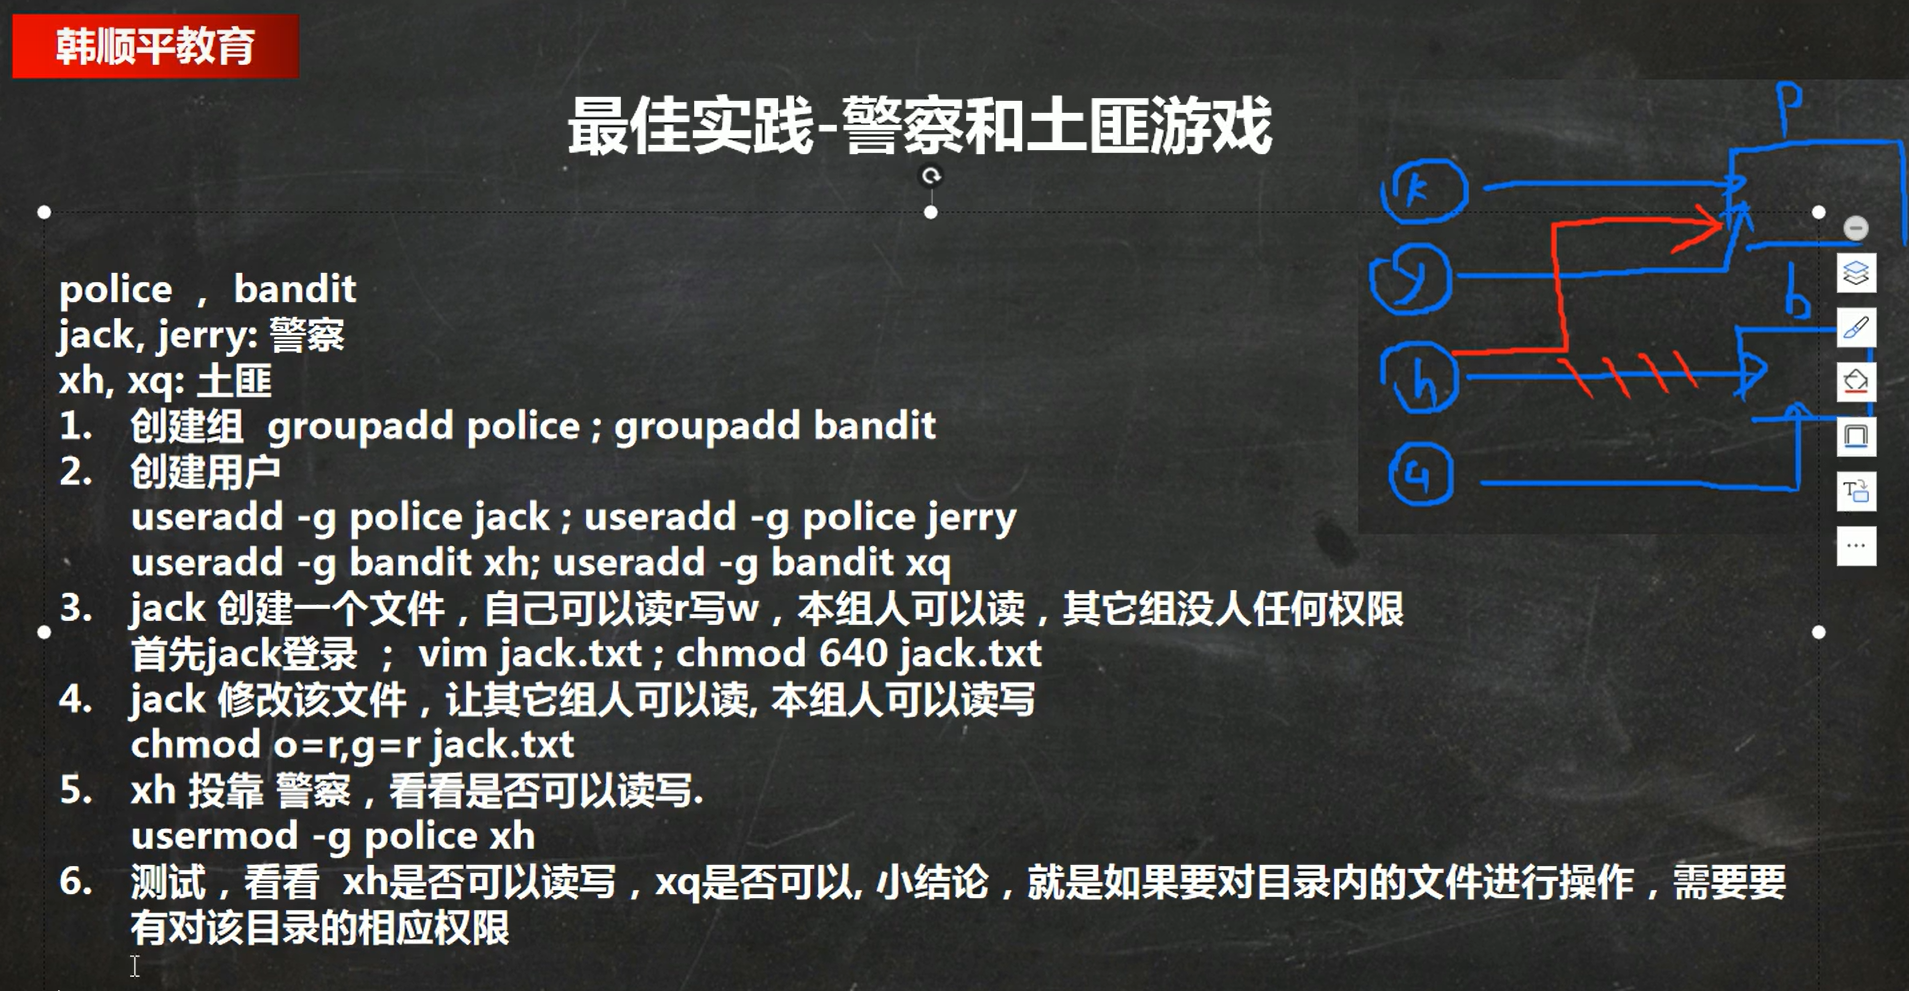 韩顺平教育
最佳实践-警察和土匪游戏
police ， bandit
jack, jerry: 警察
xh, xq: 土匪
1. 创建组 groupadd police ; groupadd bandit
2. 创建用户
useradd -g police jack ; useradd -g police jerry
useradd -g bandit xh; useradd -g bandit xq
3. jack 创建一个文件，自己可以读r写w，本组人可以读，其它组没人任何权限
首先jack登录 ； vim jack.txt ; chmod 640 jack.txt
4. jack 修改该文件，让其它组人可以读, 本组人可以读写
chmod o=r,g=r jack.txt
5. xh 投靠 警察，看看是否可以读写.
usermod -g police xh
6. 测试，看看 xh是否可以读写，xq是否可以, 小结论，就是如果要对目录内的文件进行操作，需要要
有对该目录的相应权限
P
k
y
b
h